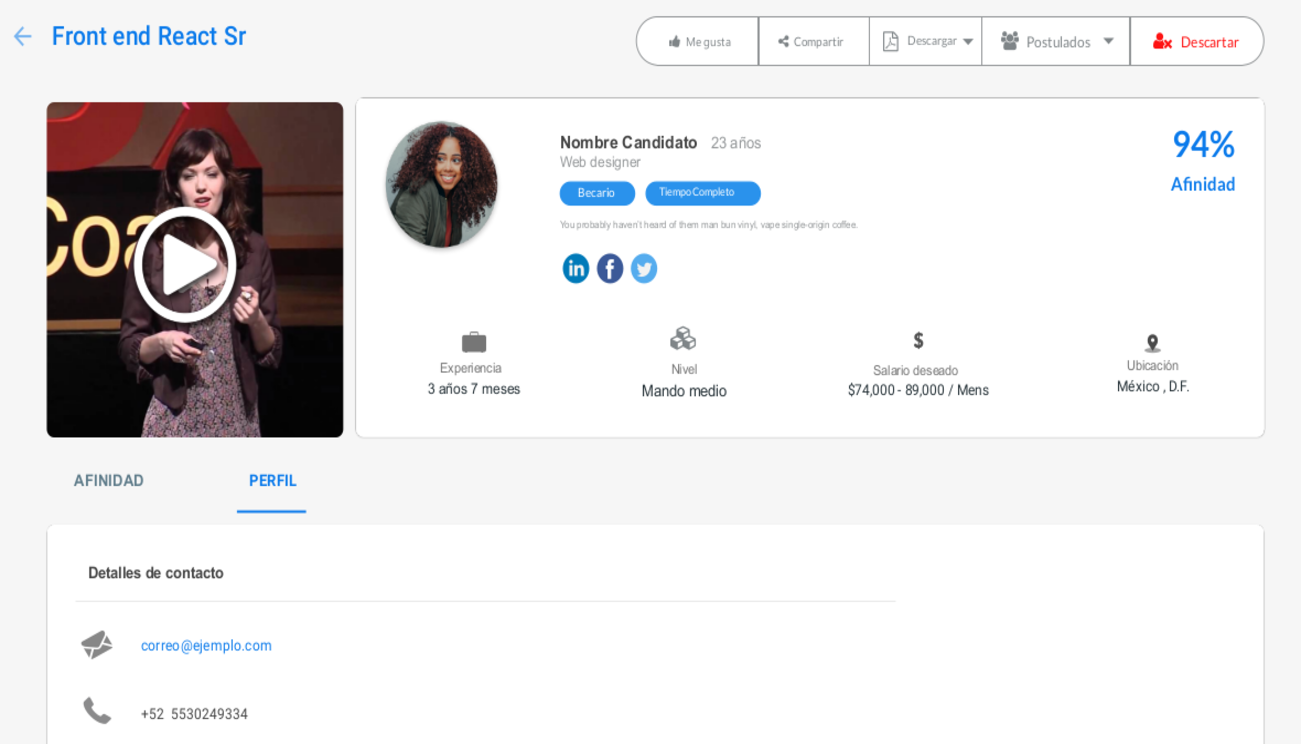 Front end React Sr
Me gusta
Compartir
Descargar
Postulados
Descartar
Coa
Nombre Candidato 23 años
Web designer
Becario
Tiempo Completo
You probably haven't heard of them man bun vinyl, vape single-origin coffee.
in f
94%
Afinidad
Experiencia
3 años 7 meses
Nivel
Mando medio
$
Salario deseado
$74,000 - 89,000 / Mens
Ubicación
México , D.F.
AFINIDAD
PERFIL
Detalles de contacto
correo@ejemplo.com
+52 5530249334